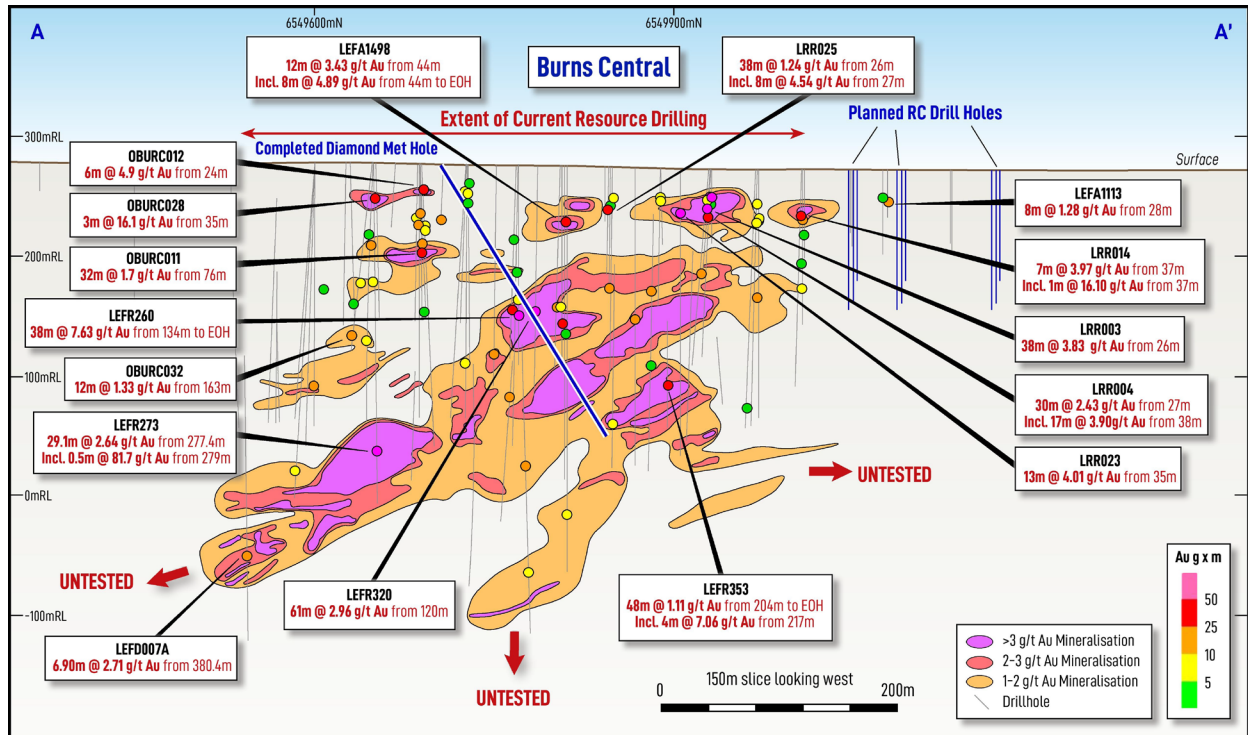 6549600mN
6549900mN
A
A'
LEFA1498
12m @ 3.43 g/t Au from 44m
Incl. 8m @ 4.89 g/t Au from 44m to EOH
Burns Central
LRR025
38m @ 1.24 g/t Au from 26m
Incl. 8m @ 4.54 g/t Au from 27m
Extent of Current Resource Drilling
Planned RC Drill Holes
300mRL
Completed Diamond Met Hole
Surface
OBURC012
6m @ 4.9 g/t Au from 24m
OBURC028
3m @ 16.1 g/t Au from 35m
LEFA1113
8m @ 1.28 g/t Au from 28m
200mRL
OBURC011
32m @ 1.7 g/t Au from 76m
LRR014
7m @ 3.97 g/t Au from 37m
Incl. 1m @ 16.10 g/t Au from 37m
LEFR260
38m @ 7.63 g/t Au from 134m to EOH
LRR003
38m @ 3.83 g/t Au from 26m
100mRL
OBURC032
12m @ 1.33 g/t Au from 163m
LRR004
30m @ 2.43 g/t Au from 27m
Incl. 17m @ 3.90g/t Au from 38m
LEFR273
29.1m @ 2.64 g/t Au from 277.4m
Incl. 0.5m @ 81.7 g/t Au from 279m
LRR023
13m @ 4.01 g/t Au from 35m
0mRL
UNTESTED
UNTESTED
LEFR320
61m @ 2.96 g/t Au from 120m
LEFR353
48m @ 1.11 g/t Au from 204m to EOH
Incl. 4m @ 7.06 g/t Au from 217m
-100mRL
LEFD007A
6.90m @ 2.71 g/t Au from 380.4m
UNTESTED
150m slice looking west
0
200m
>3 g/t Au Mineralisation
2-3 g/t Au Mineralisation
1-2 g/t Au Mineralisation
Drillhole
Au g x m
50
25
10
5